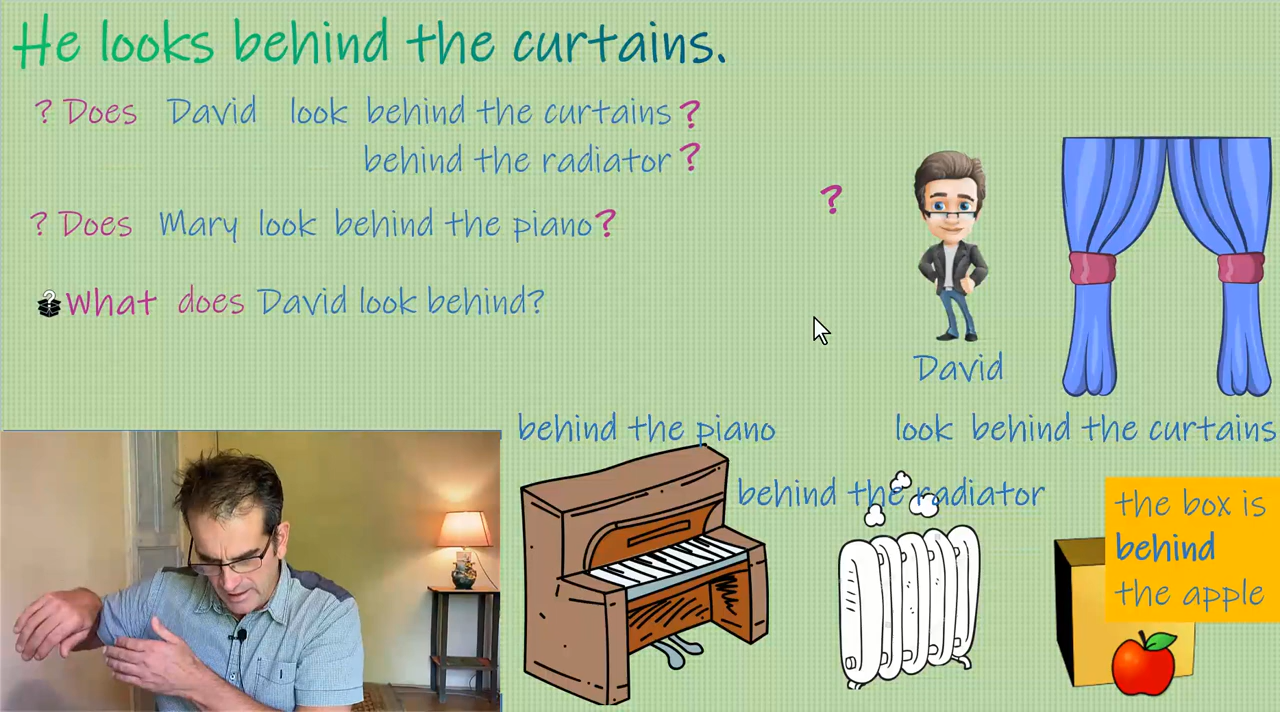 He looks behind the curtains.
? Does David look behind the curtains?
behind the radiator?
? Does Mary look behind the piano?
?
What does David look behind?
David
behind the piano
look behind the curtains
behind the radiator
the box is
behind
the apple